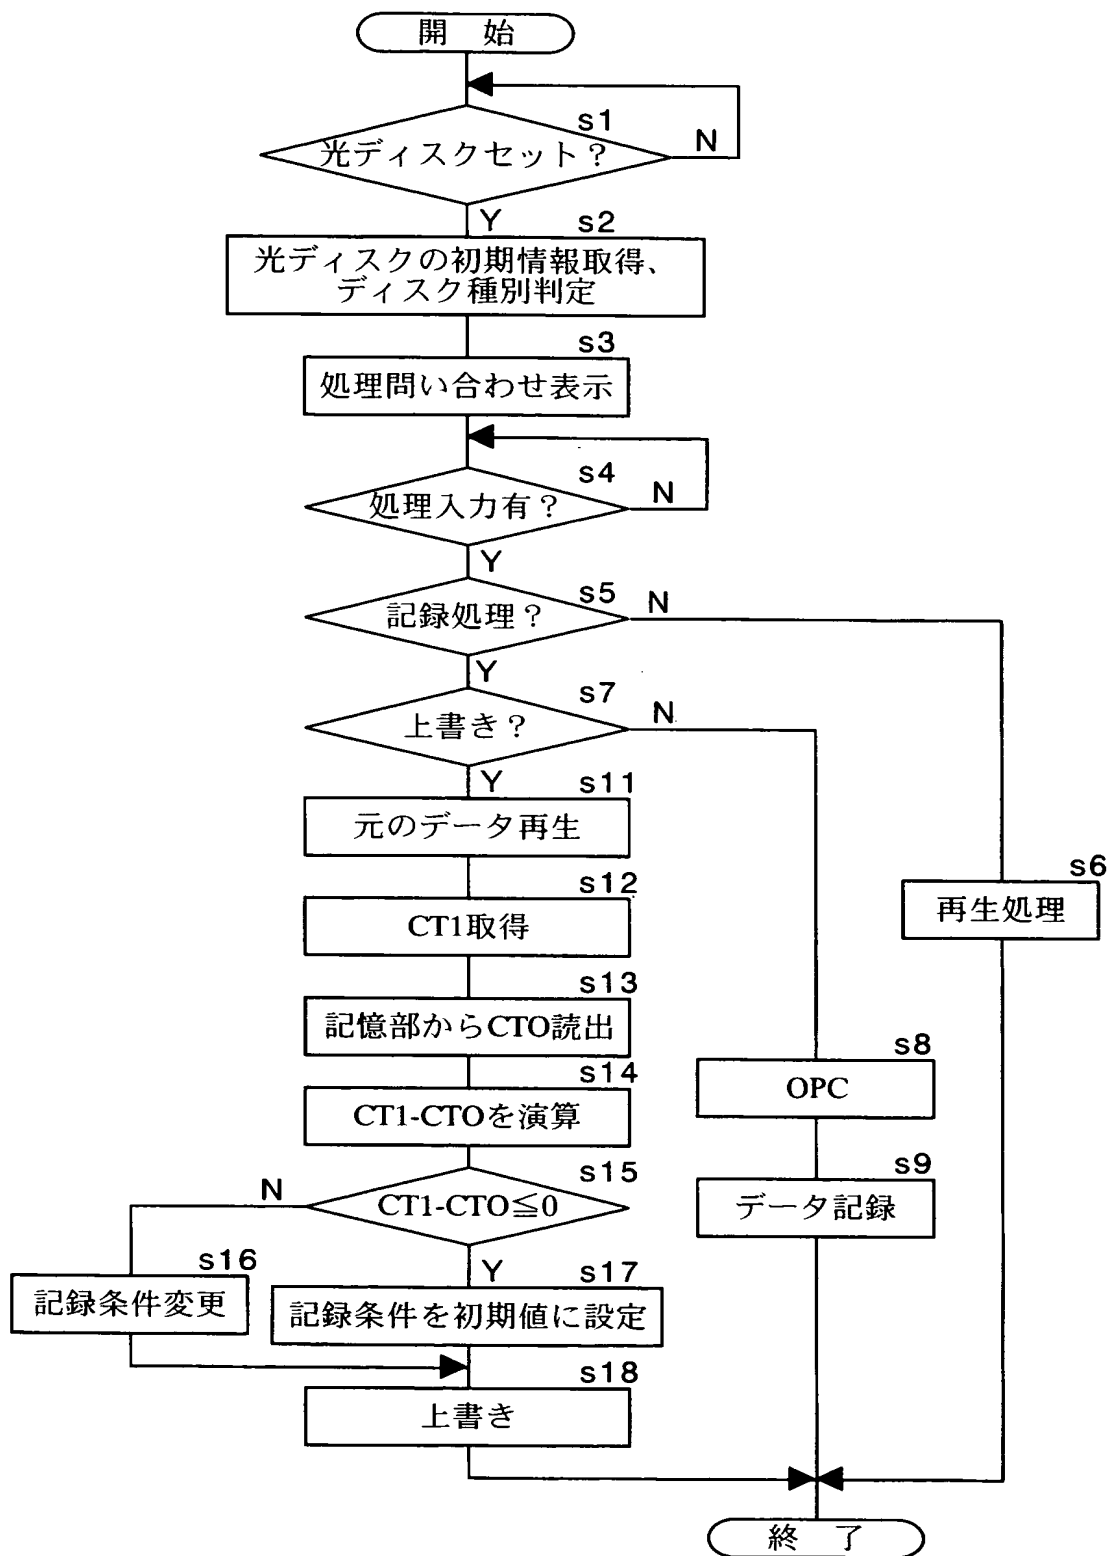 開 始
s1
光ディスクセット？
N
Y
s2
光ディスクの初期情報取得、
ディスク種別判定
s3
処理問い合わせ表示
s4
処理入力有？
N
Y
s5
記録処理？
N
Y
s7
上書き？
N
Y
s11
元のデータ再生
s12
CT1取得
s6
再生処理
s13
記憶部からCTO読出
s14
CT1-CTOを演算
s8
OPC
s15
CT1-CTO≦0
N
Y
s9
データ記録
s16
記録条件変更
s17
記録条件を初期値に設定
s18
上書き
終 了